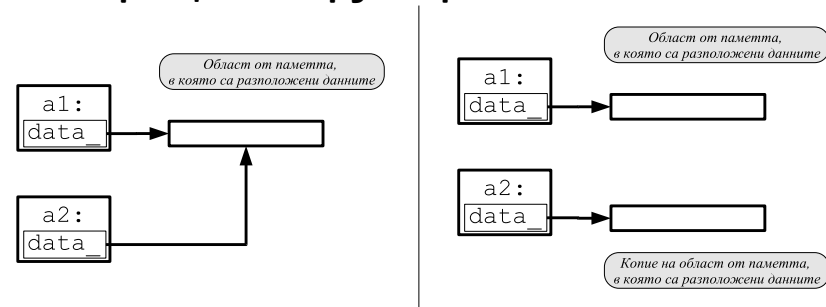 Област от паметта,
в която са разположени данните
a1:
data_
a2:
data_
Област от паметта,
в която са разположени данните
a1:
data_
a2:
data_
Копие на област от паметта,
в която са разположени данните